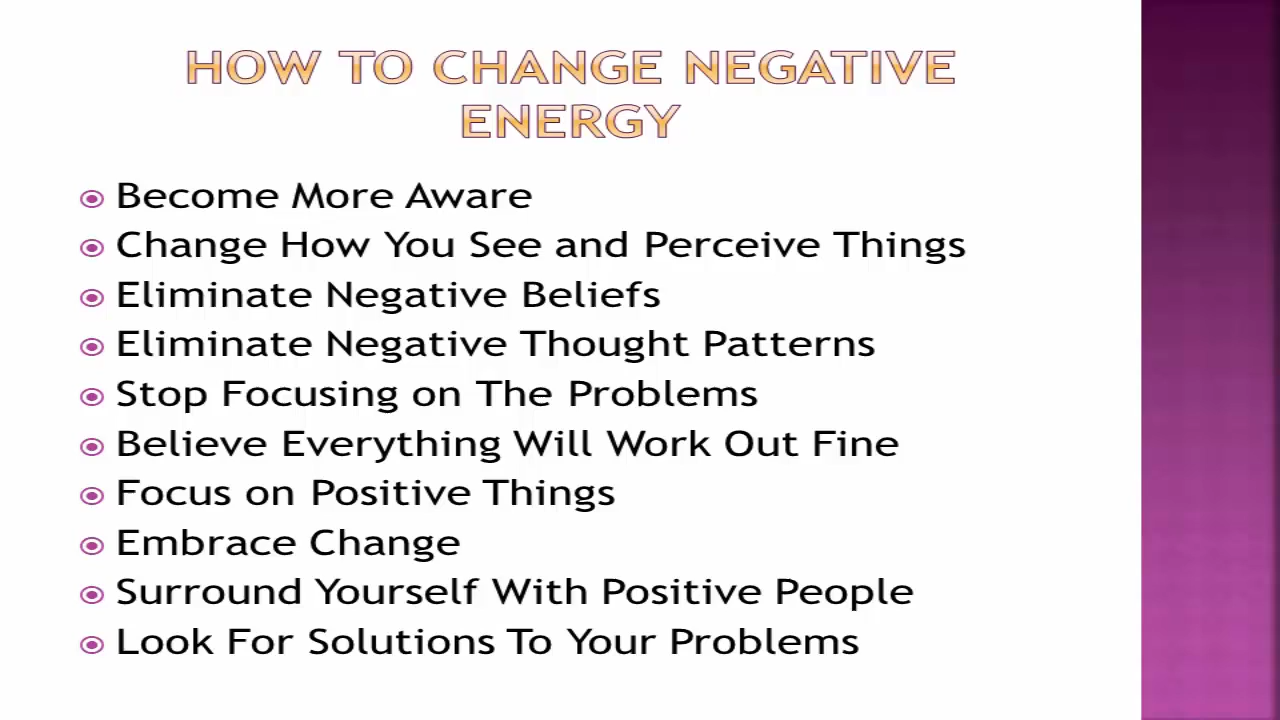 HOW TO CHANGE NEGATIVE
ENERGY
Become More Aware
Change How You See and Perceive Things
Eliminate Negative Beliefs
Eliminate Negative Thought Patterns
Stop Focusing on The Problems
Believe Everything Will Work Out Fine
Focus on Positive Things
Embrace Change
Surround Yourself With Positive People
Look For Solutions To Your Problems